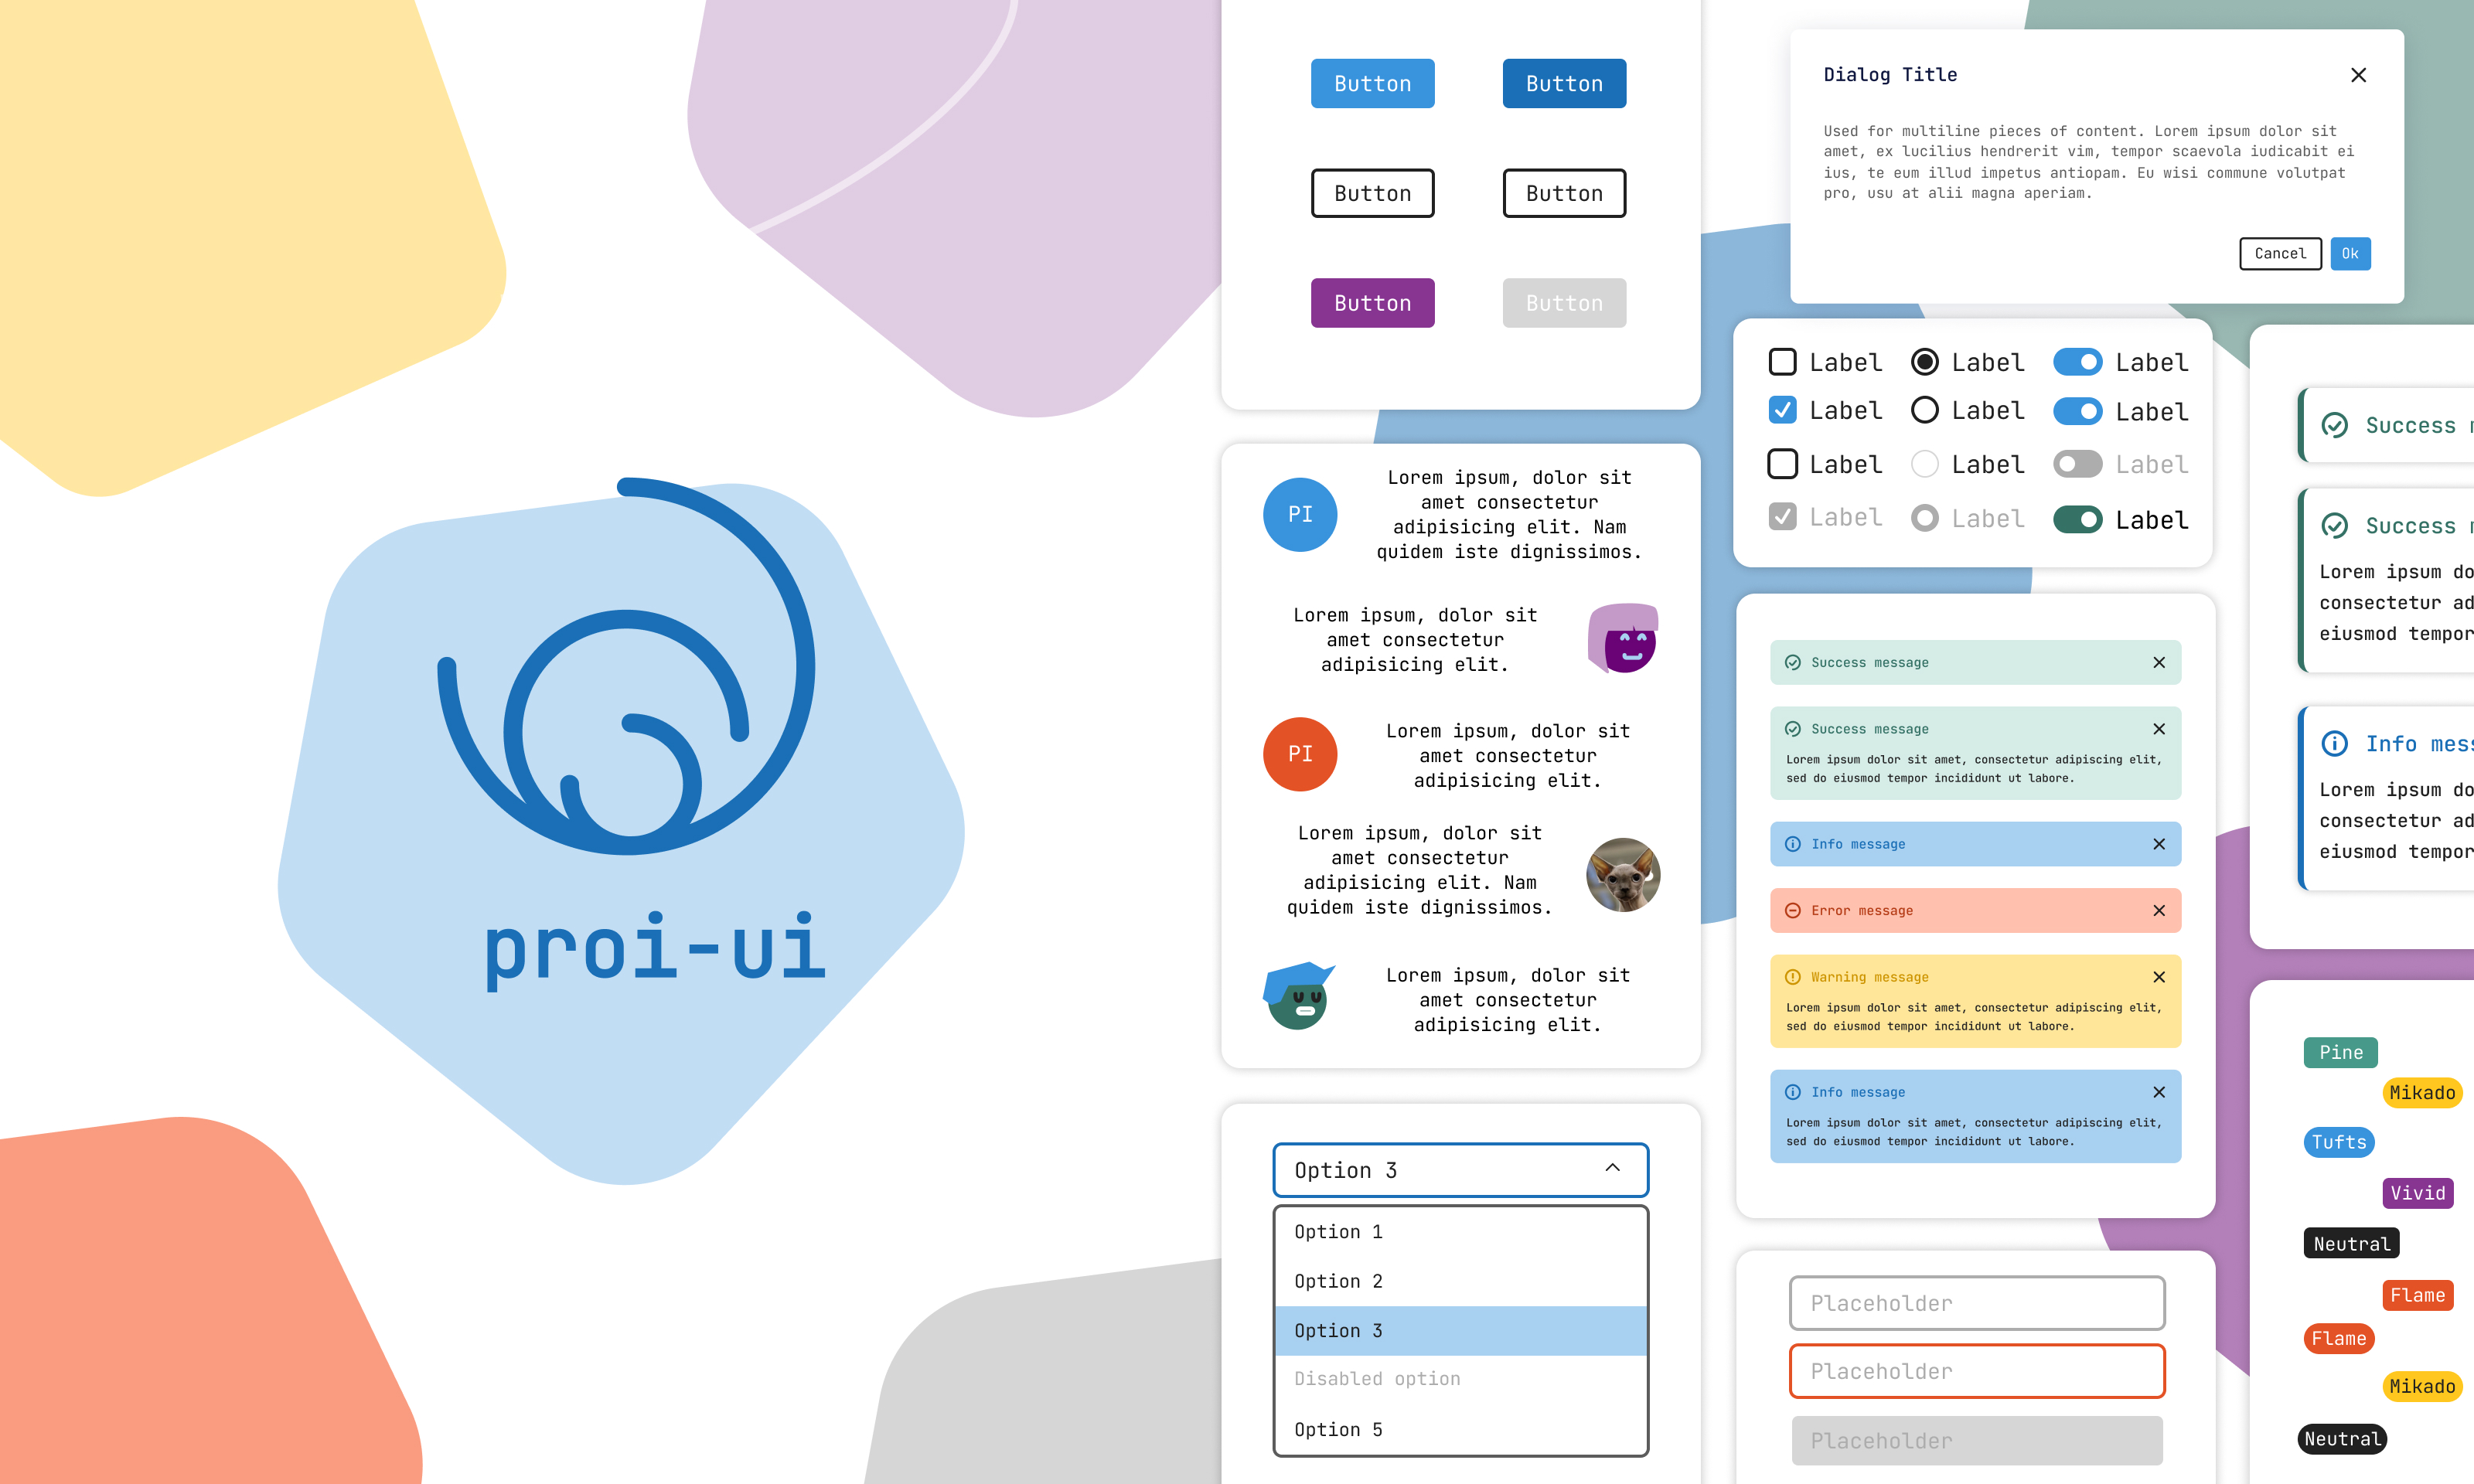 proi-ui
Button
Button
Button
Button
Button
Button
PI
Lorem ipsum, dolor sit
amet consectetur
adipisicing elit. Nam
quidem iste dignissimos.
Lorem ipsum, dolor sit
amet consectetur
adipisicing elit.
PI
Lorem ipsum, dolor sit
amet consectetur
adipisicing elit.
Lorem ipsum, dolor sit
amet consectetur
adipisicing elit. Nam
quidem iste dignissimos.
Lorem ipsum, dolor sit
amet consectetur
adipisicing elit.
Option 3
Option 1
Option 2
Option 3
Disabled option
Option 5
Dialog Title
Used for multiline pieces of content. Lorem ipsum dolor sit
amet, ex lucilius hendrerit vim, tempor scaevola iudicabit ei
ius, te eum illud impetus antiopam. Eu wisi commune volutpat
pro, usu at alii magna aperiam.
Cancel
Ok
Label Label Label
Label Label Label
Label Label Label
Label Label Label
Success message
Success message
Lorem ipsum dolor sit amet, consectetur adipiscing elit,
sed do eiusmod tempor incididunt ut labore.
Info message
Error message
Warning message
Lorem ipsum dolor sit amet, consectetur adipiscing elit,
sed do eiusmod tempor incididunt ut labore.
Info message
Lorem ipsum dolor sit amet, consectetur adipiscing elit,
sed do eiusmod tempor incididunt ut labore.
Placeholder
Placeholder
Placeholder
Success
Success
Lorem ipsum do
consectetur ad
eiusmod tempor
Info mess
Lorem ipsum do
consectetur ad
eiusmod tempor
Pine
Mikado
Tufts
Vivid
Neutral
Flame
Flame
Mikado
Neutral